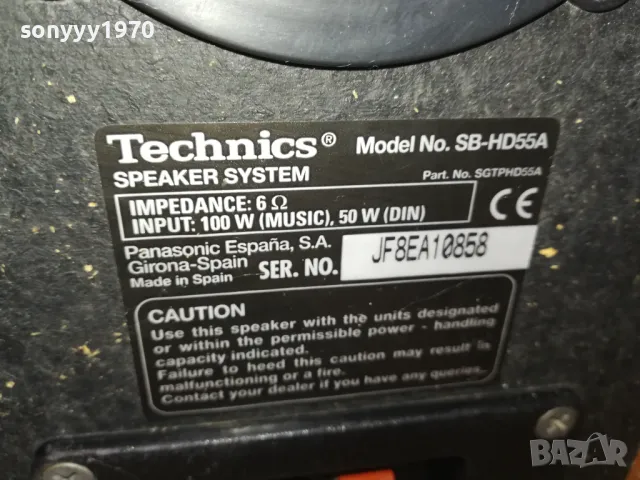 sonyyy1970
Technics® Model No. SB-HD55A
SPEAKER SYSTEM Part. No. SGTPHD55A
IMPEDANCE: 6 Ω
INPUT: 100 W (MUSIC), 50 W (DIN)
CE
Panasonic España, S.A.
Girona-Spain
Made in Spain
SER. NO. JF8EA10858
CAUTION
Use this speaker with the units designated
or within the permissible power - handling
capacity indicated.
Failure to heed this caution may result in
malfunctioning or a fire.
Contact your dealer if you have any queries.
BAZAR